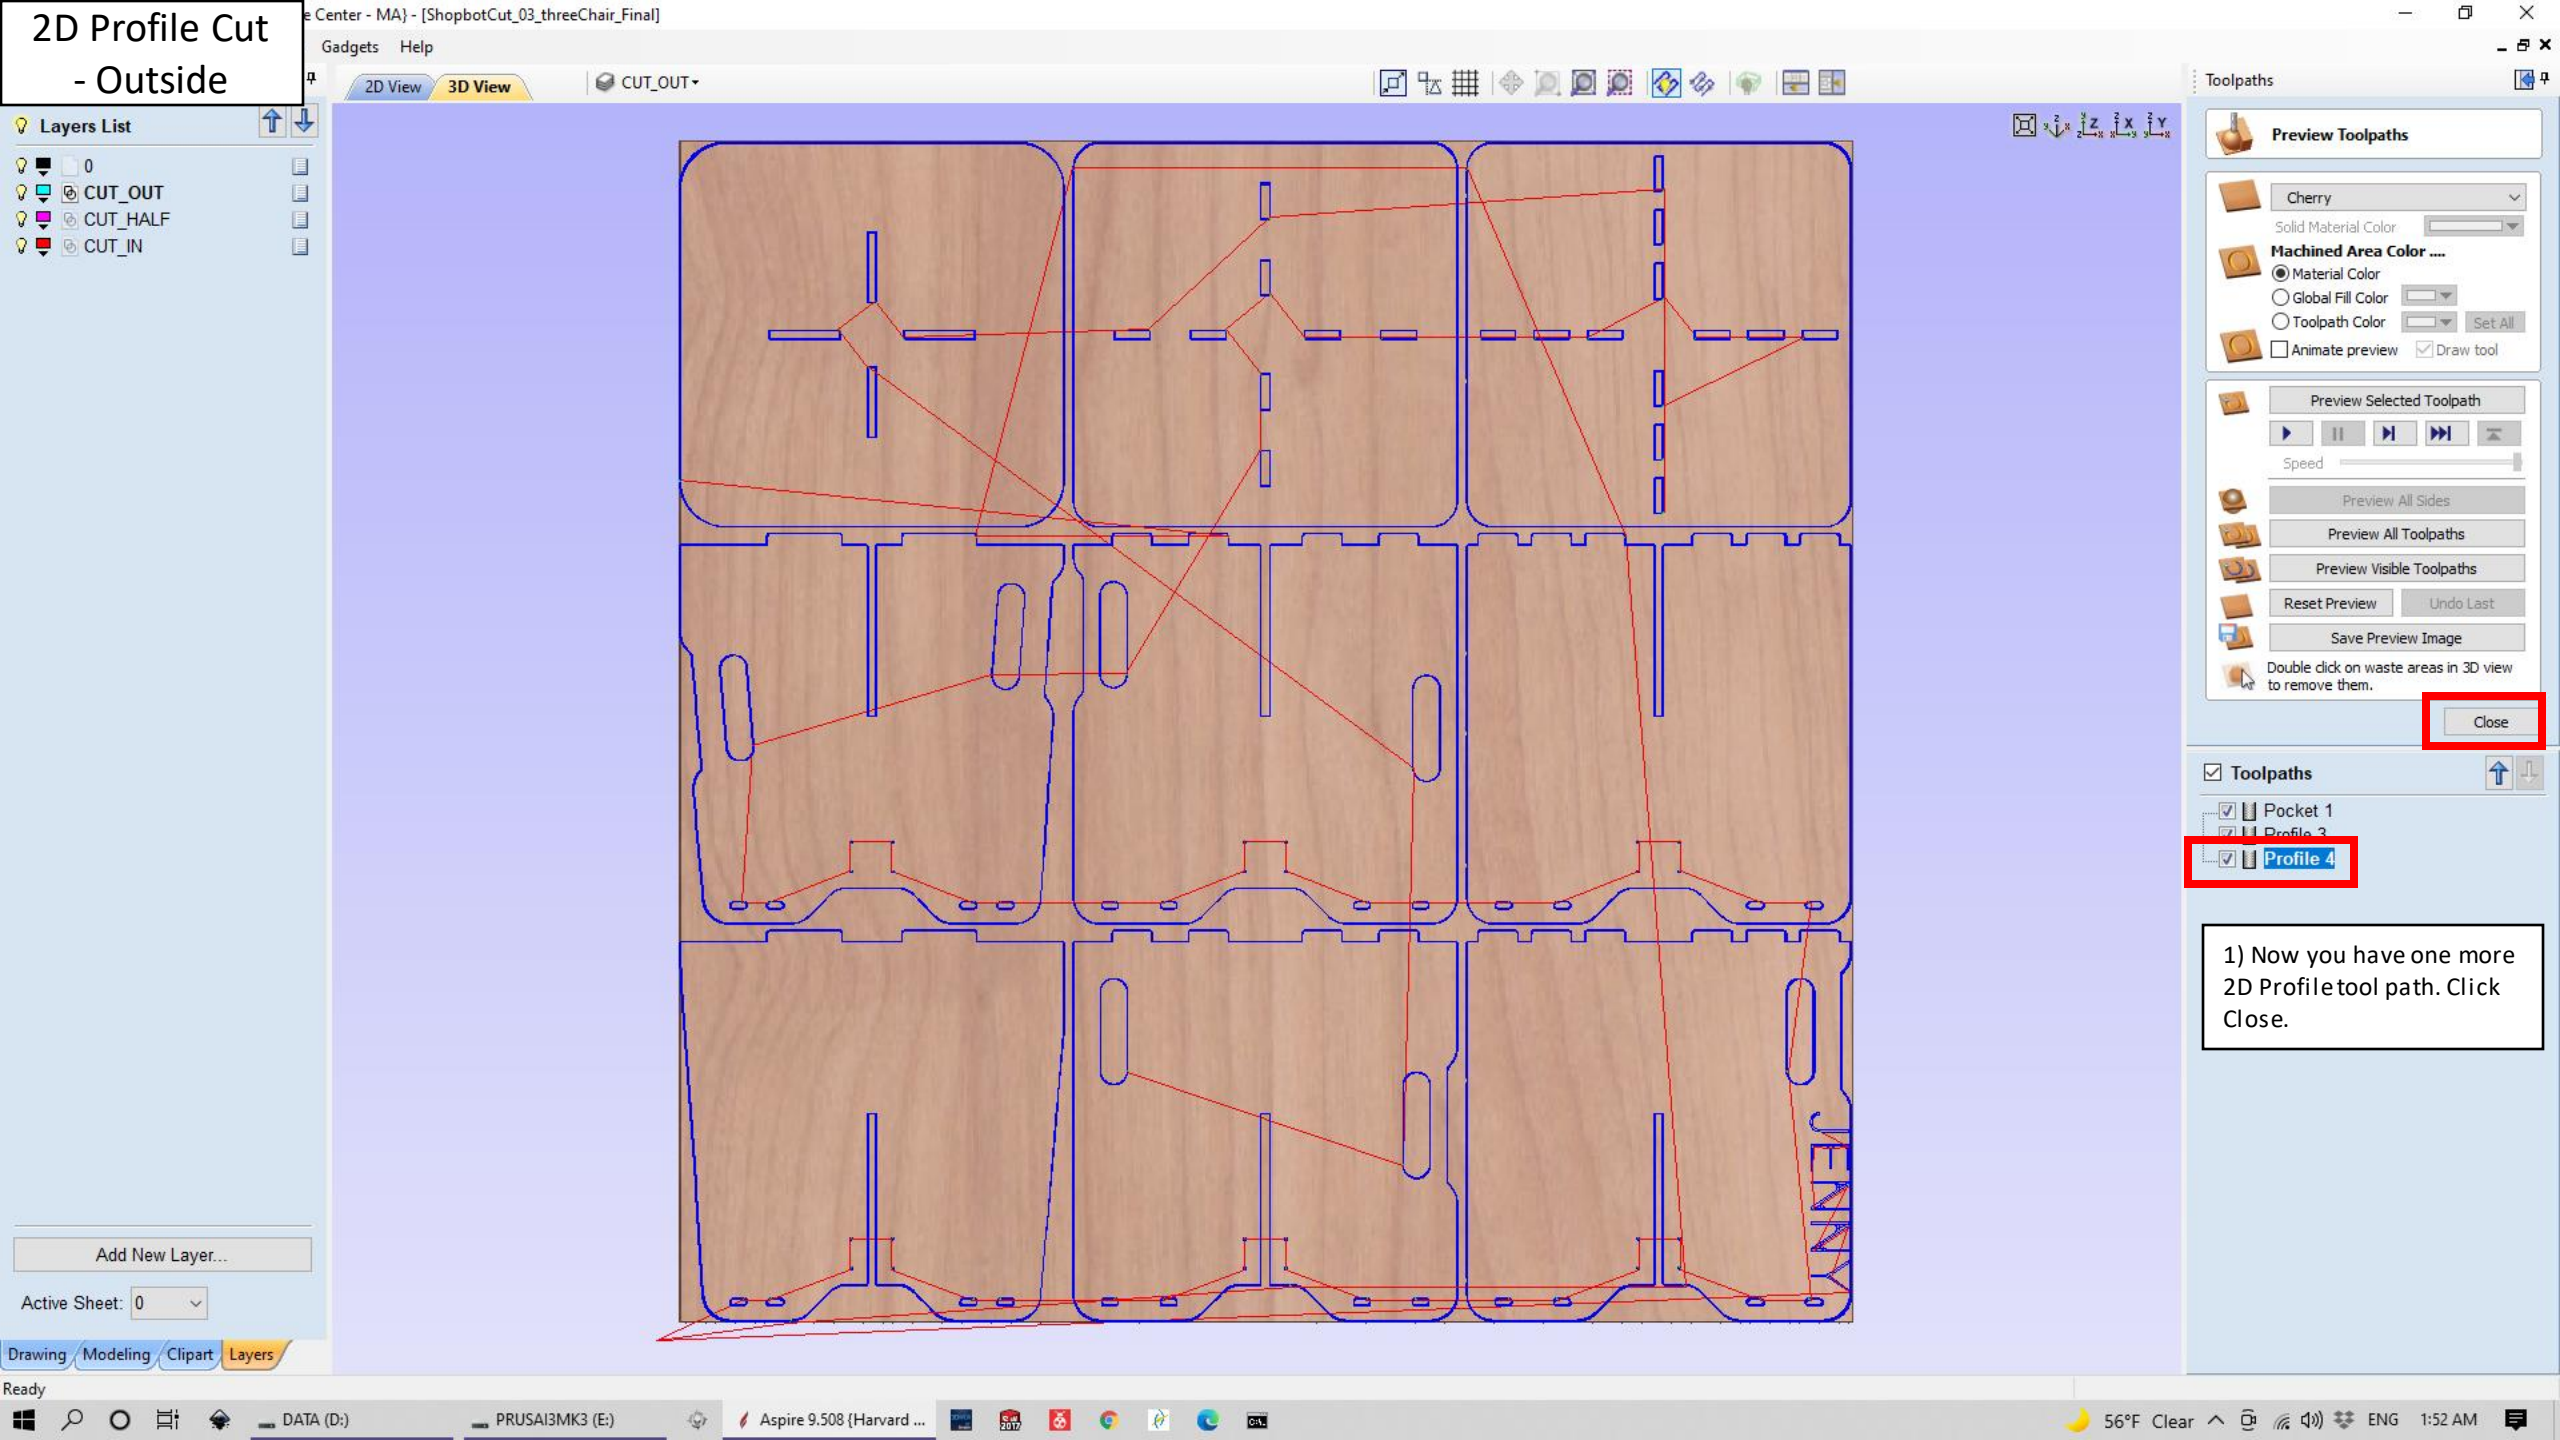 2D Profile Cut
- Outside
e Center - MA} - [ShopbotCut_03_threeChair_Final]
Gadgets Help
2D View 3D View CUT_OUT
Layers List
0
CUT_OUT
CUT_HALF
CUT_IN
Add New Layer...
Active Sheet: 0
Drawing Modeling Clipart Layers
Ready
JENNY
Toolpaths
Preview Toolpaths
Cherry
Solid Material Color
Machined Area Color ....
Material Color
Global Fill Color
Toolpath Color Set All
Animate preview Draw tool
Preview Selected Toolpath
Speed
Preview All Sides
Preview All Toolpaths
Preview Visible Toolpaths
Reset Preview Undo Last
Save Preview Image
Double click on waste areas in 3D view
to remove them.
Close
Toolpaths
Pocket 1
Profile 3
Profile 4
1) Now you have one more
2D Profile tool path. Click
Close.
DATA (D:) PRUSAI3MK3 (E:) Aspire 9.508 {Harvard ... 56°F Clear ENG 1:52 AM